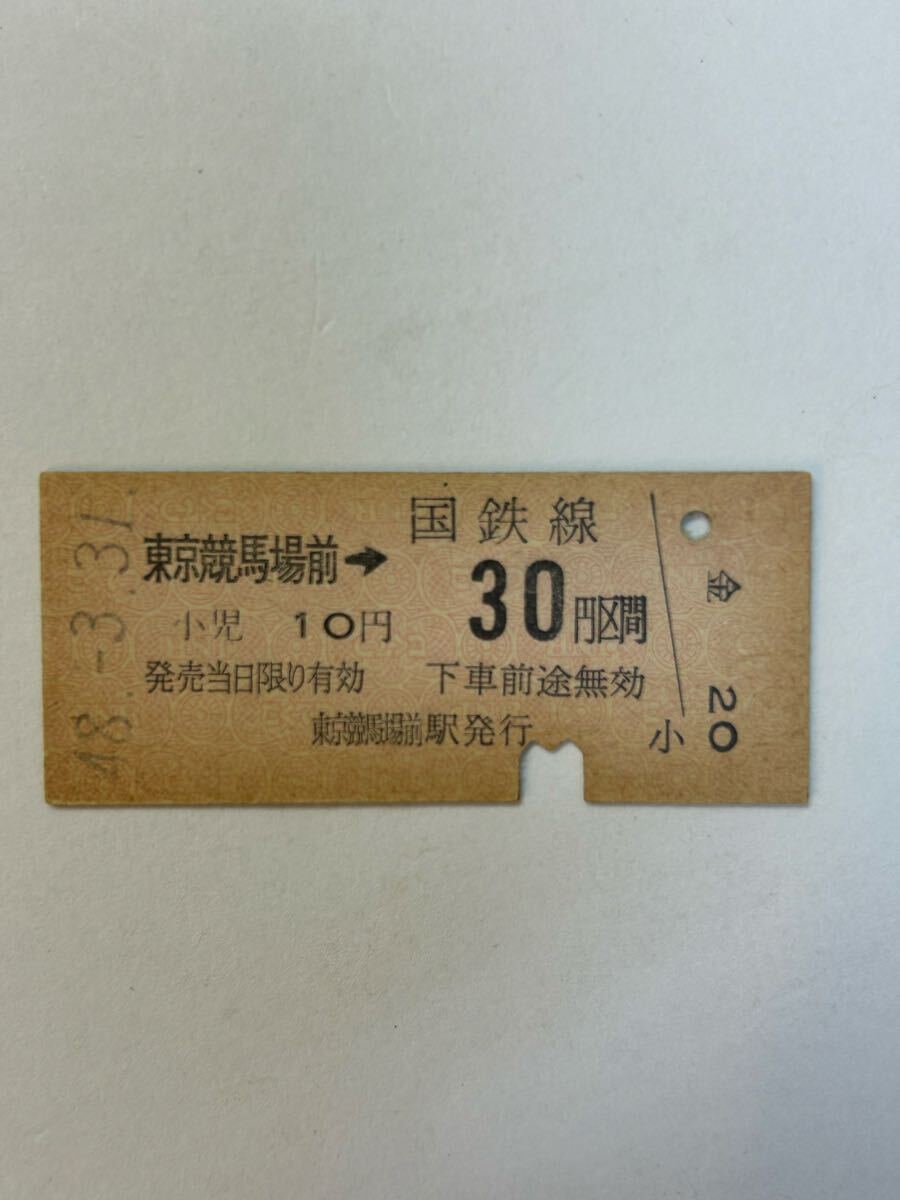 48.-3.31.
国鉄線
東京競馬場前→
30円区間
小児 10円
発売当日限り有効 下車前途無効
東京競馬場前駅発行
小
金
20